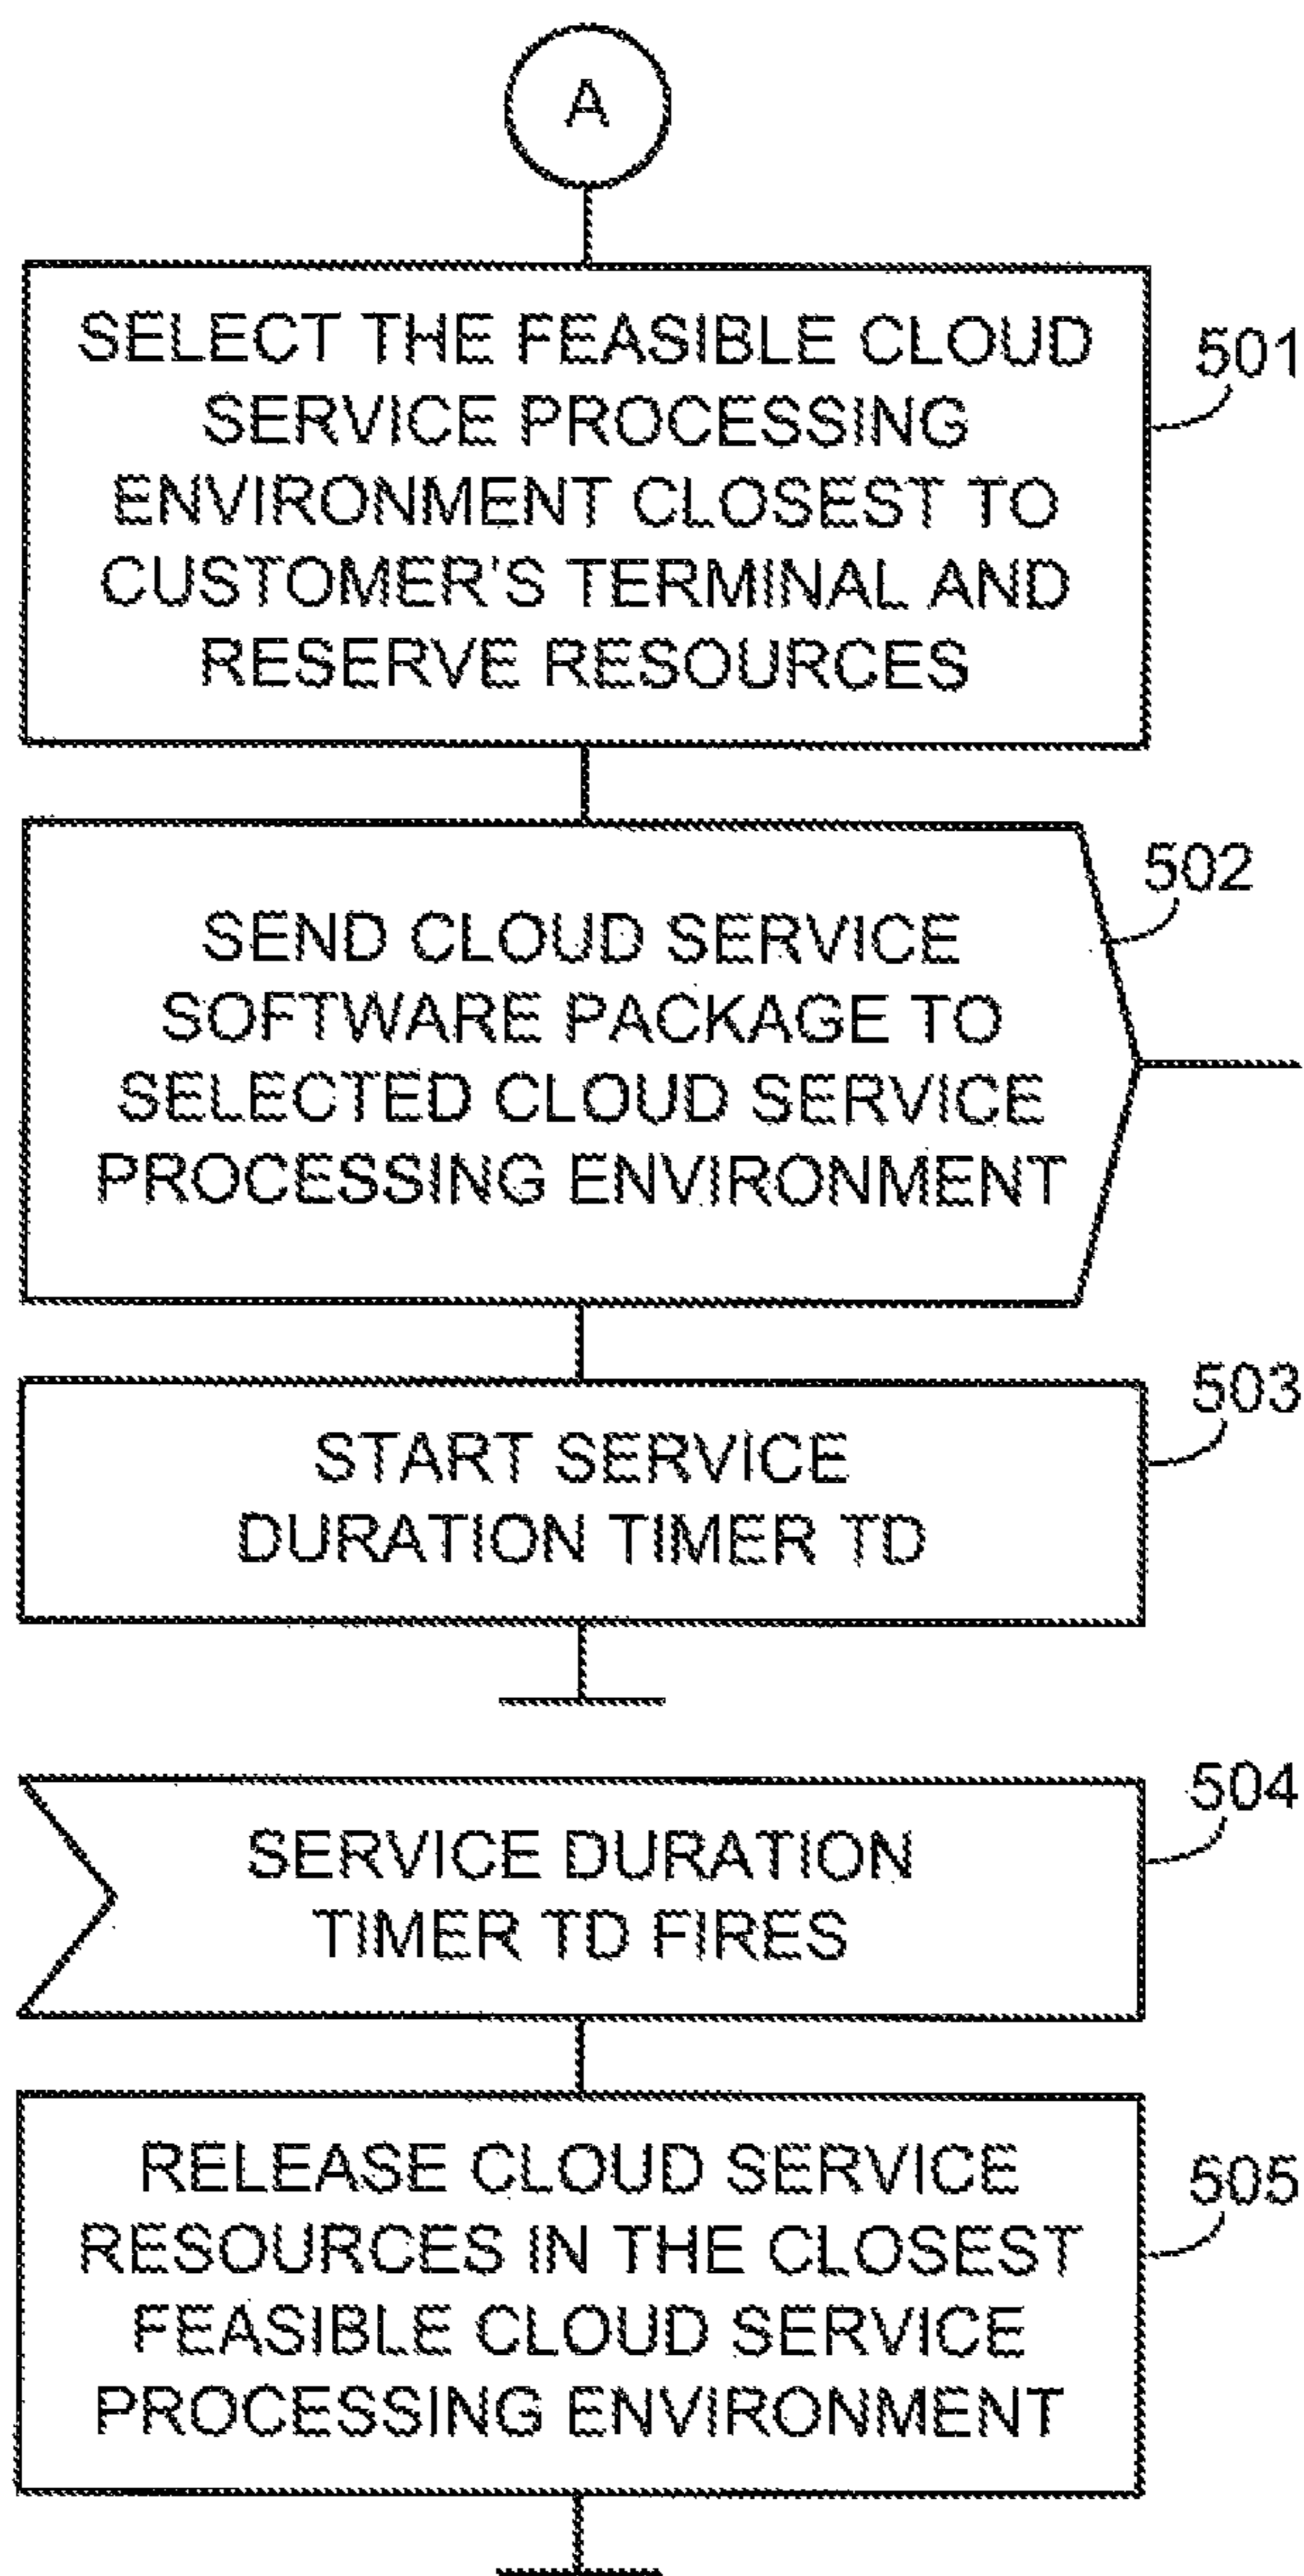 A
SELECT THE FEASIBLE CLOUD
SERVICE PROCESSING
ENVIRONMENT CLOSEST TO
CUSTOMER'S TERMINAL AND
RESERVE RESOURCES
501
SEND CLOUD SERVICE
SOFTWARE PACKAGE TO
SELECTED CLOUD SERVICE
PROCESSING ENVIRONMENT
502
START SERVICE
DURATION TIMER TD
503
SERVICE DURATION
TIMER TD FIRES
504
RELEASE CLOUD SERVICE
RESOURCES IN THE CLOSEST
FEASIBLE CLOUD SERVICE
PROCESSING ENVIRONMENT
505